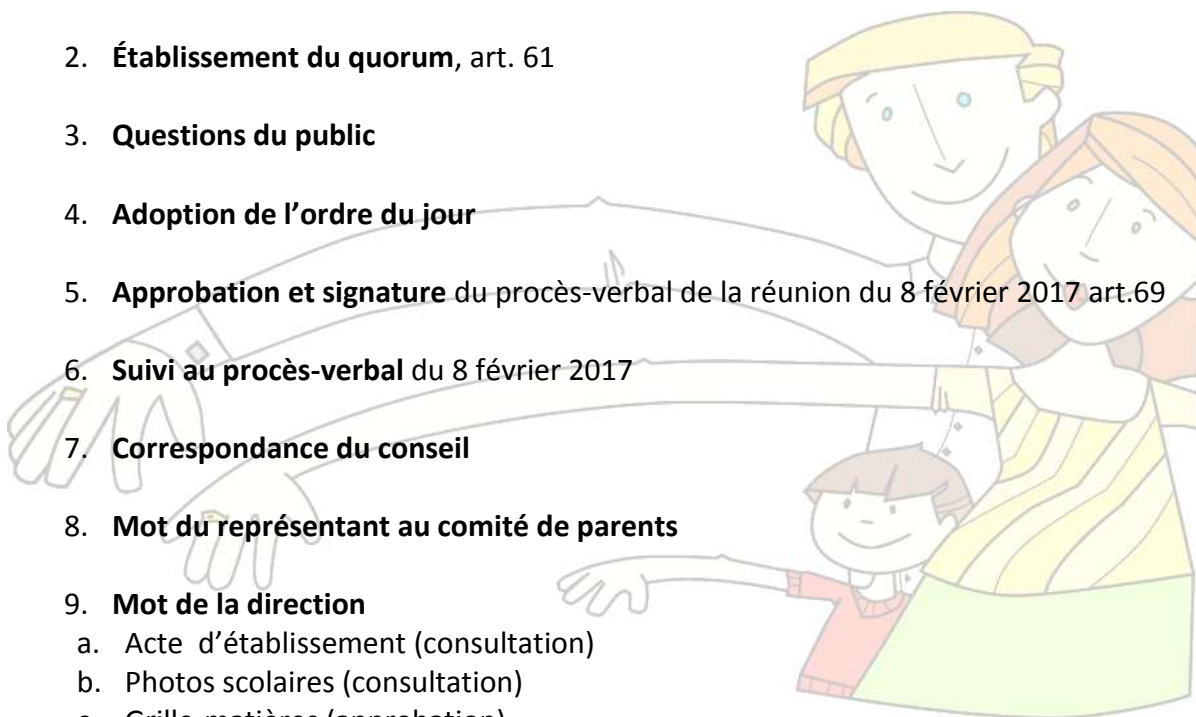 2. Établissement du quorum, art. 61
3. Questions du public
4. Adoption de l’ordre du jour
5. Approbation et signature du procès-verbal de la réunion du 8 février 2017 art.69
6. Suivi au procès-verbal du 8 février 2017
7. Correspondance du conseil
8. Mot du représentant au comité de parents
9. Mot de la direction
a. Acte d’établissement (consultation)
b. Photos scolaires (consultation)
c. Grille-matières (approbation)